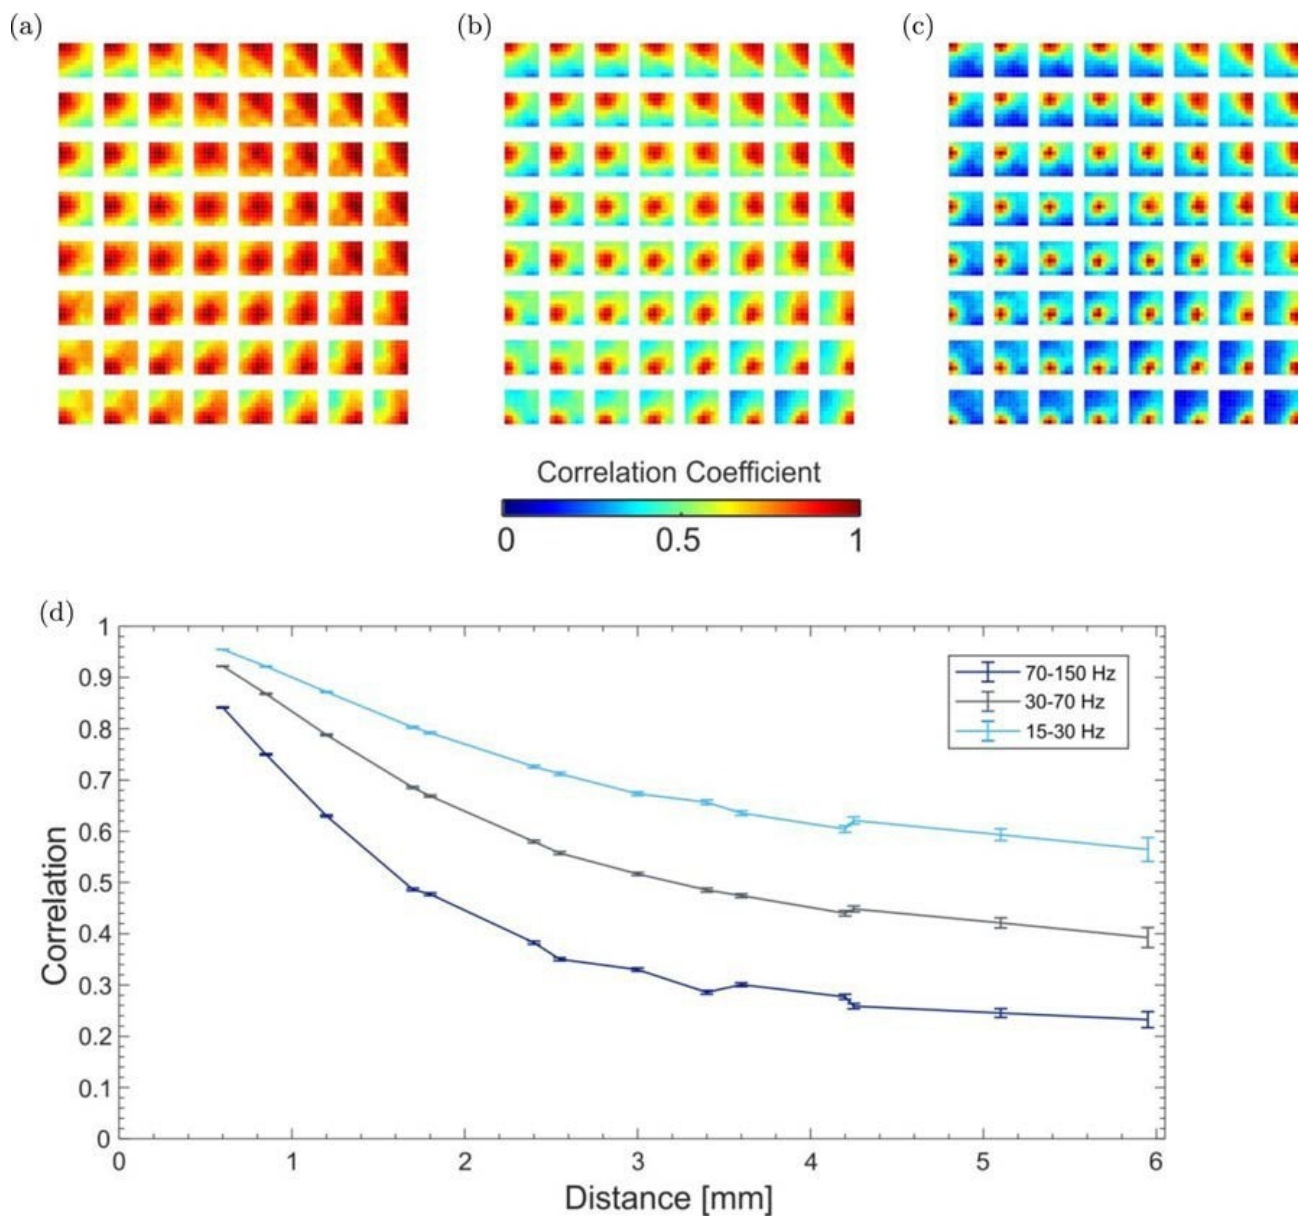 (a) (b) (c)
Correlation Coefficient
0 0.5 1
(d)
1
0.9
0.8
0.7
0.6
0.5
0.4
0.3
0.2
0.1
0
Correlation
70-150 Hz
30-70 Hz
15-30 Hz
0 1 2 3 4 5 6
Distance [mm]